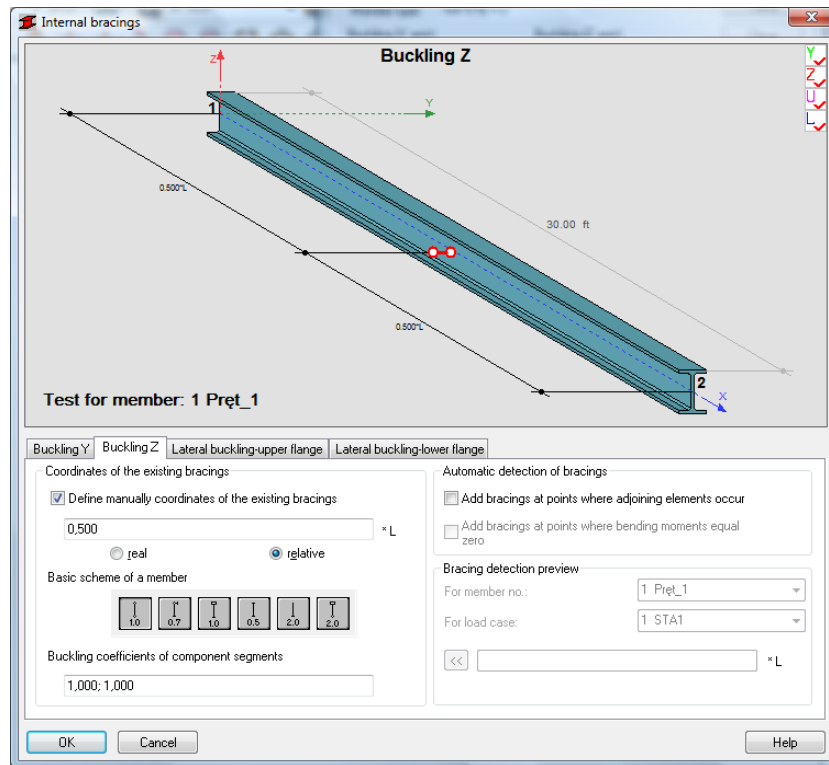 Internal bracings
Buckling Z
Z
Y
1
Y
Z
U
L
0.500*L
30.00 ft
0.500*L
2
X
Test for member: 1 Pręt_1
Buckling Y
Buckling Z
Lateral buckling-upper flange
Lateral buckling-lower flange
Coordinates of the existing bracings
Define manually coordinates of the existing bracings
0,500
* L
real
relative
Basic scheme of a member
1.0
0.7
1.0
0.5
2.0
2.0
Buckling coefficients of component segments
1,000; 1,000
Automatic detection of bracings
Add bracings at points where adjoining elements occur
Add bracings at points where bending moments equal
zero
Bracing detection preview
For member no.:
1 Pręt_1
For load case:
1 STA1
<<
* L
OK
Cancel
Help